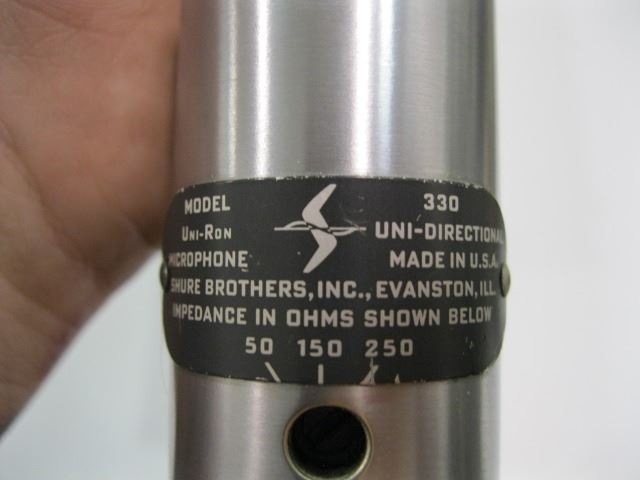 MODEL 330
UNI-RON UNI-DIRECTIONAL
MICROPHONE MADE IN U.S.A.
SHURE BROTHERS, INC., EVANSTON, ILL.
IMPEDANCE IN OHMS SHOWN BELOW
50 150 250